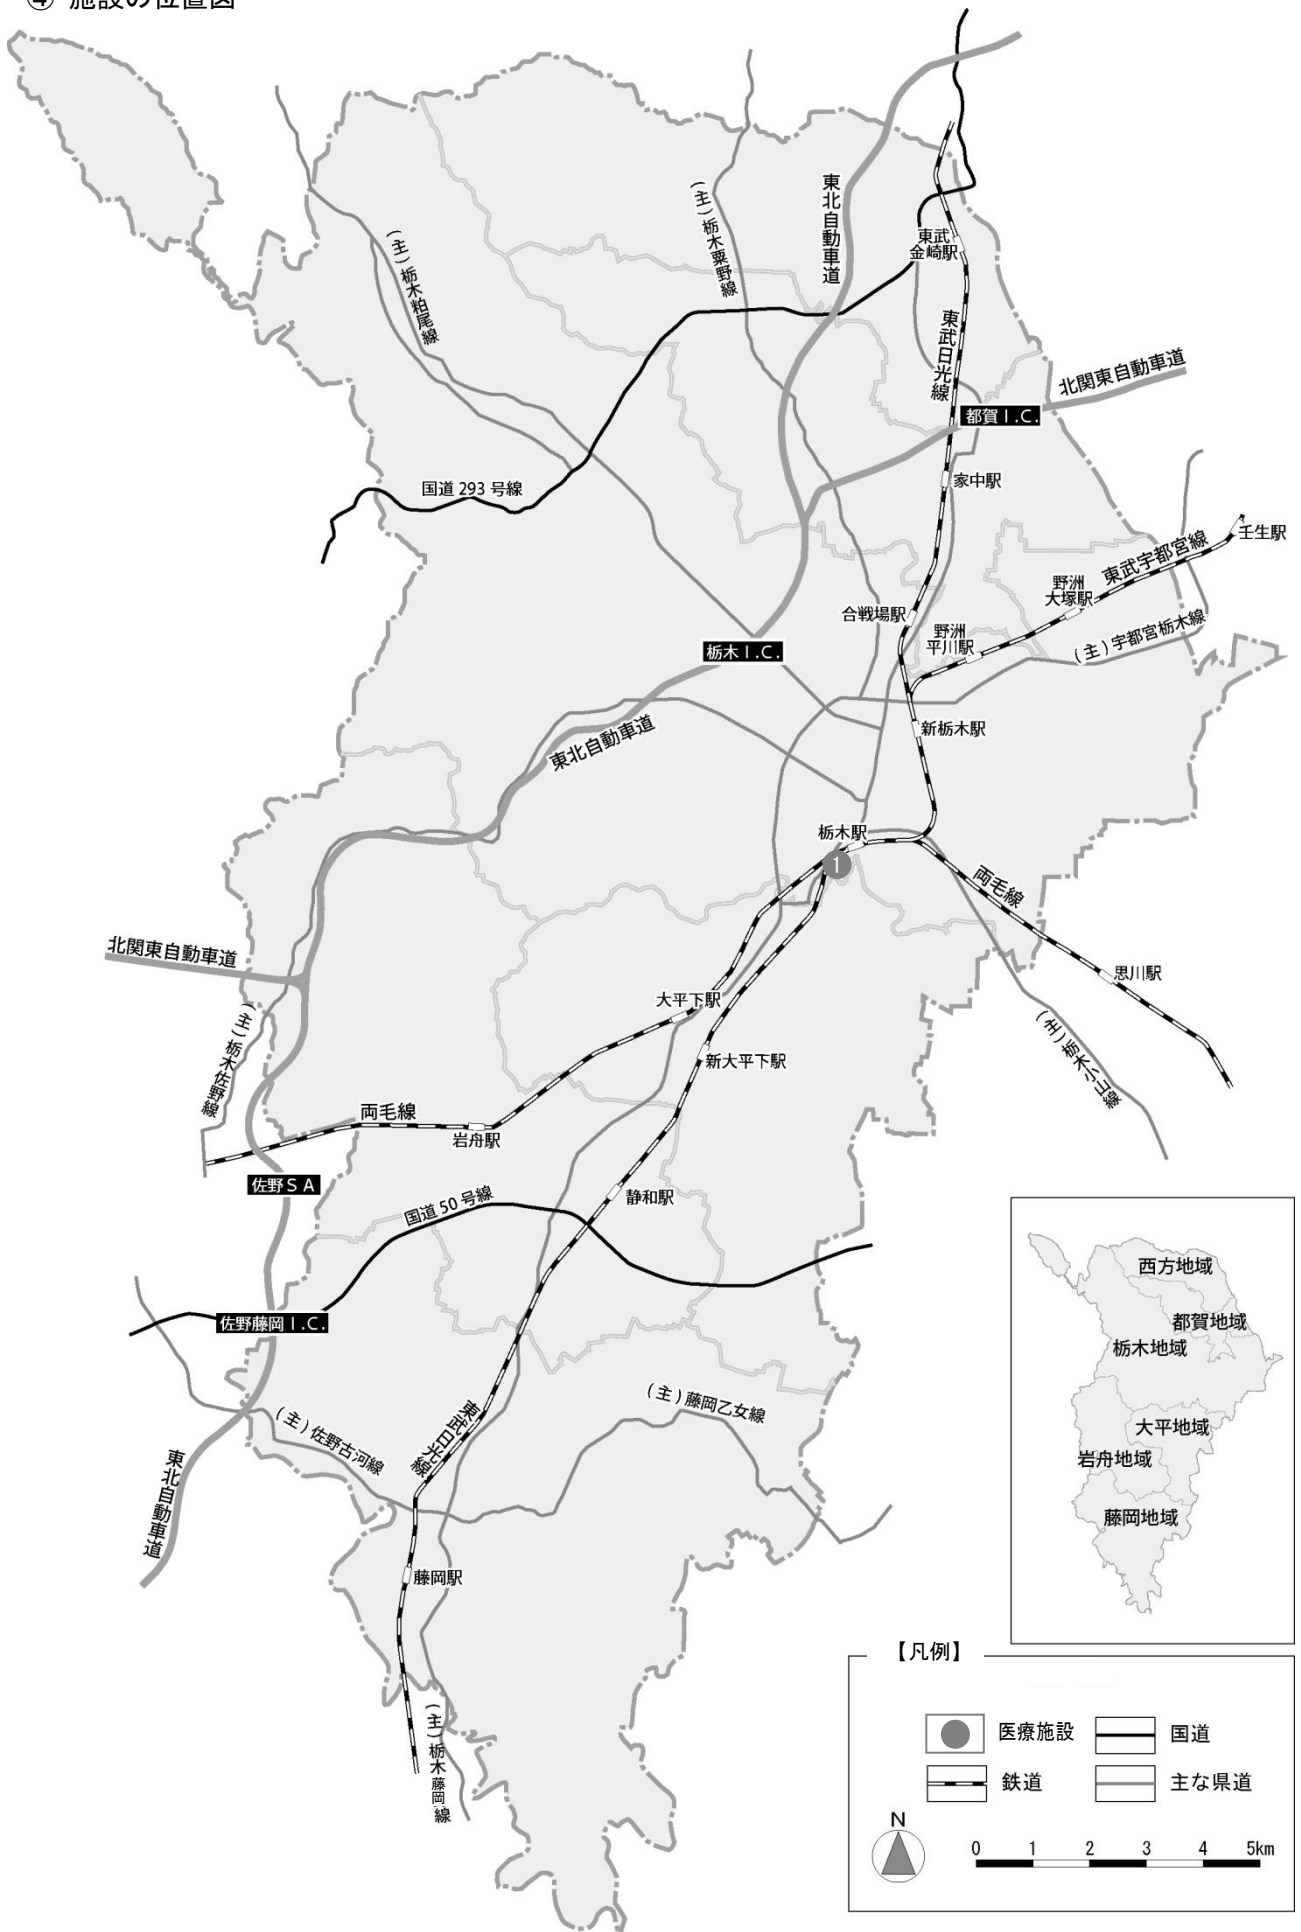 ④ 施設の位置図
(主)栃木粕尾線
(主)栃木粟野線
東北自動車道
東武
金崎駅
東武日光線
北関東自動車道
都賀I.C.
国道293号線
家中駅
壬生駅
東武宇都宮線
野洲
大塚駅
合戦場駅
野洲
平川駅
(主)宇都宮栃木線
栃木I.C.
東北自動車道
新栃木駅
栃木駅
1
両毛線
北関東自動車道
思川駅
大平下駅
(主)栃木佐野線
(主)栃木小山線
新大平下駅
両毛線
岩舟駅
佐野SA
静和駅
国道50号線
佐野藤岡I.C.
(主)藤岡乙女線
東武日光線
(主)佐野古河線
東北自動車道
藤岡駅
(主)栃木藤岡線
西方地域
都賀地域
栃木地域
大平地域
岩舟地域
藤岡地域
【凡例】
医療施設
国道
鉄道
主な県道
N
0 1 2 3 4 5km